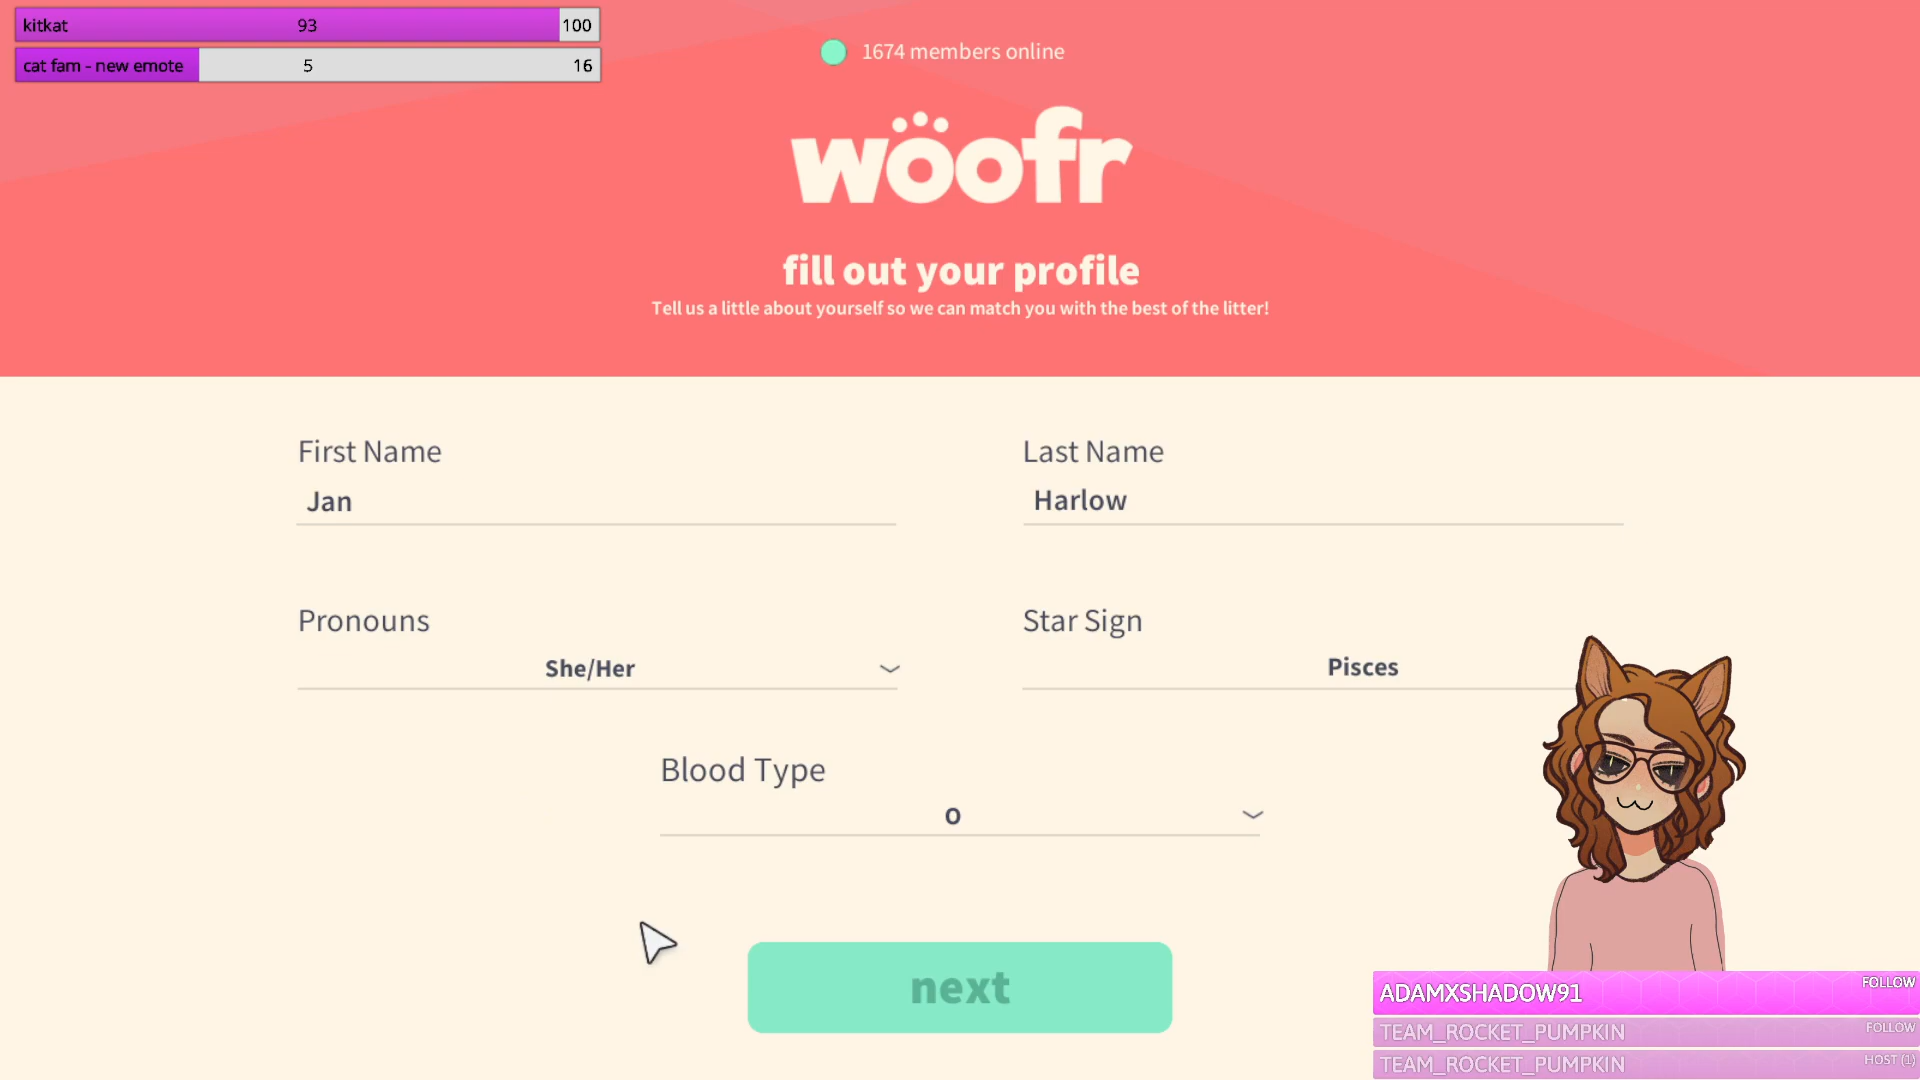 kitkat 93 100
cat fam - new emote 5 16
1674 members online
wöofr
fill out your profile
Tell us a little about yourself so we can match you with the best of the litter!
First Name
Last Name
Jan
Harlow
Pronouns
Star Sign
She/Her
Pisces
Blood Type
O
next
ADAMXSHADOW91 FOLLOW
TEAM_ROCKET_PUMPKIN FOLLOW
TEAM_ROCKET_PUMPKIN HOST (1)